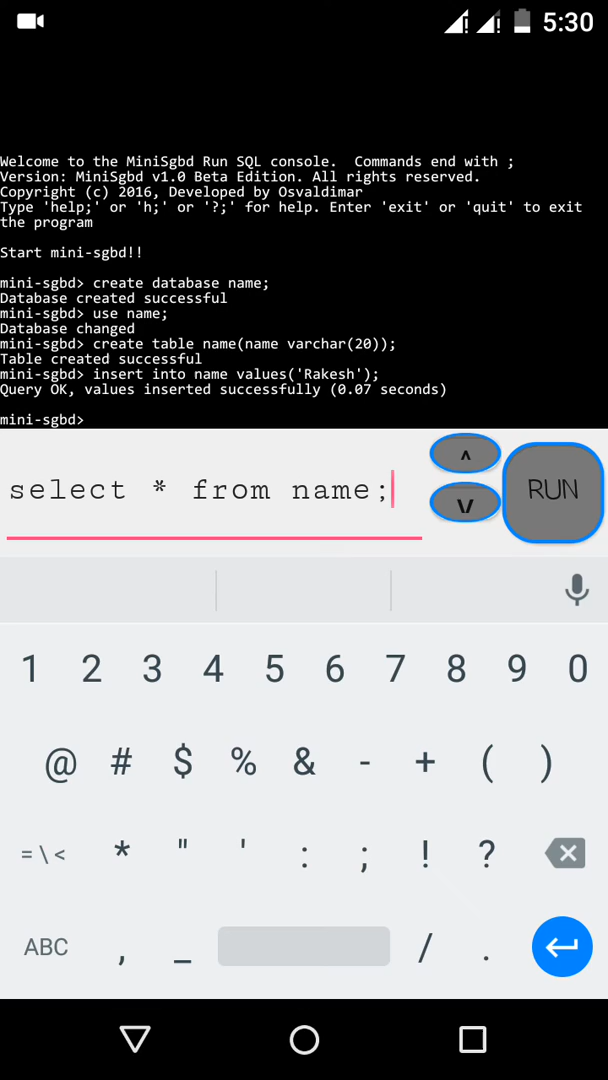 5:30
Welcome to the MiniSgbd Run SQL console.  Commands end with ;
Version: MiniSgbd v1.0 Beta Edition. All rights reserved.
Copyright (c) 2016, Developed by Osvaldimar
Type 'help;' or 'h;' or '?;' for help. Enter 'exit' or 'quit' to exit
the program
Start mini-sgbd!!
mini-sgbd> create database name;
Database created successful
mini-sgbd> use name;
Database changed
mini-sgbd> create table name(name varchar(20));
Table created successful
mini-sgbd> insert into name values('Rakesh');
Query OK, values inserted successfully (0.07 seconds)
mini-sgbd>
select * from name;
^
V
RUN
1 2 3 4 5 6 7 8 9 0
@ # $ % & - + ( )
= \ < * " ' : ; ! ?
ABC , _ / .